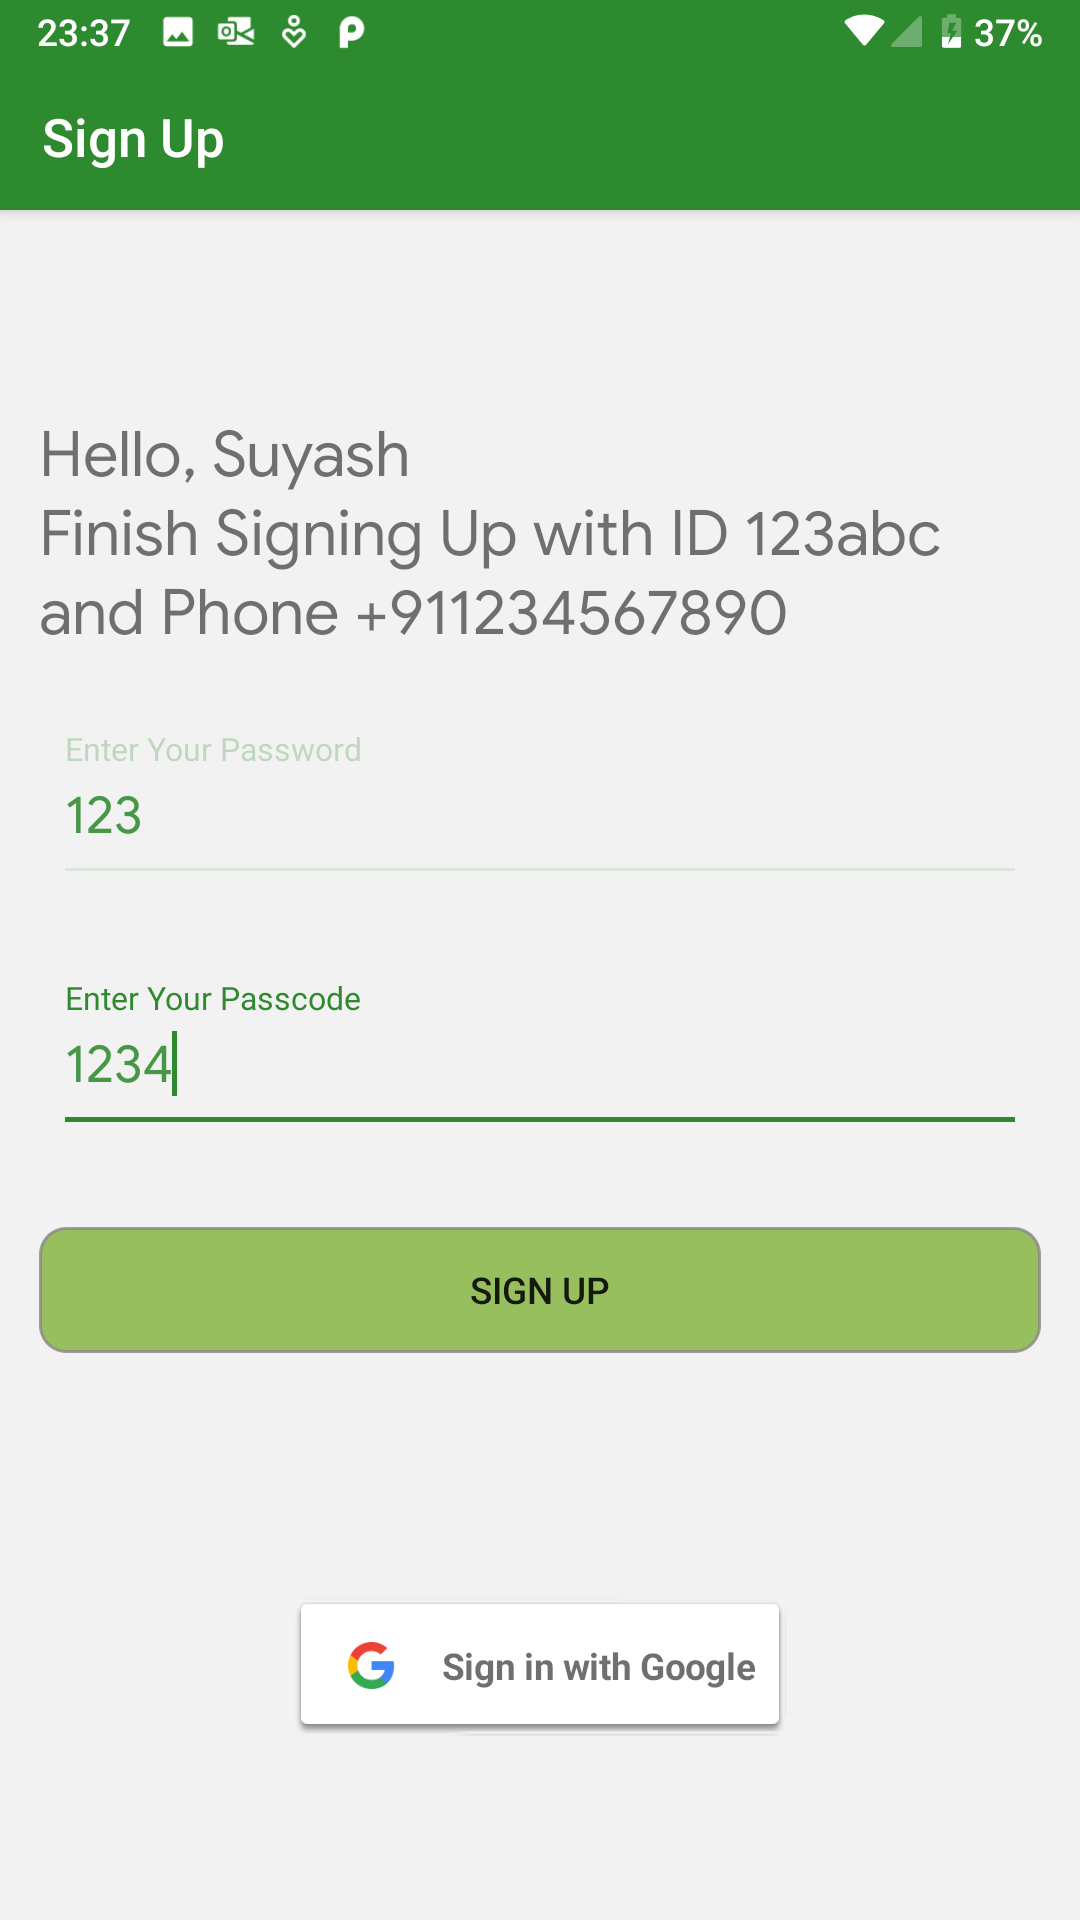 23:37
37%
Sign Up
Hello, Suyash
Finish Signing Up with ID 123abc
and Phone +911234567890
Enter Your Password
123
Enter Your Passcode
1234
SIGN UP
Sign in with Google